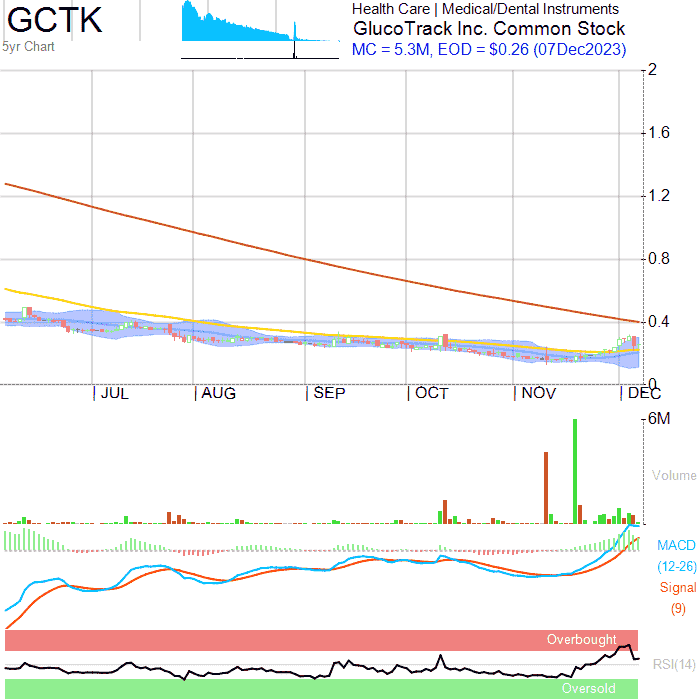 GCTK
5yr Chart
Health Care | Medical/Dental Instruments
GlucoTrack Inc. Common Stock
MC = 5.3M, EOD = $0.26 (07Dec2023)
2
1.6
1.2
0.8
0.4
0
JUL AUG SEP OCT NOV DEC
6M
Volume
MACD
(12-26)
Signal
(9)
Overbought
RSI(14)
Oversold